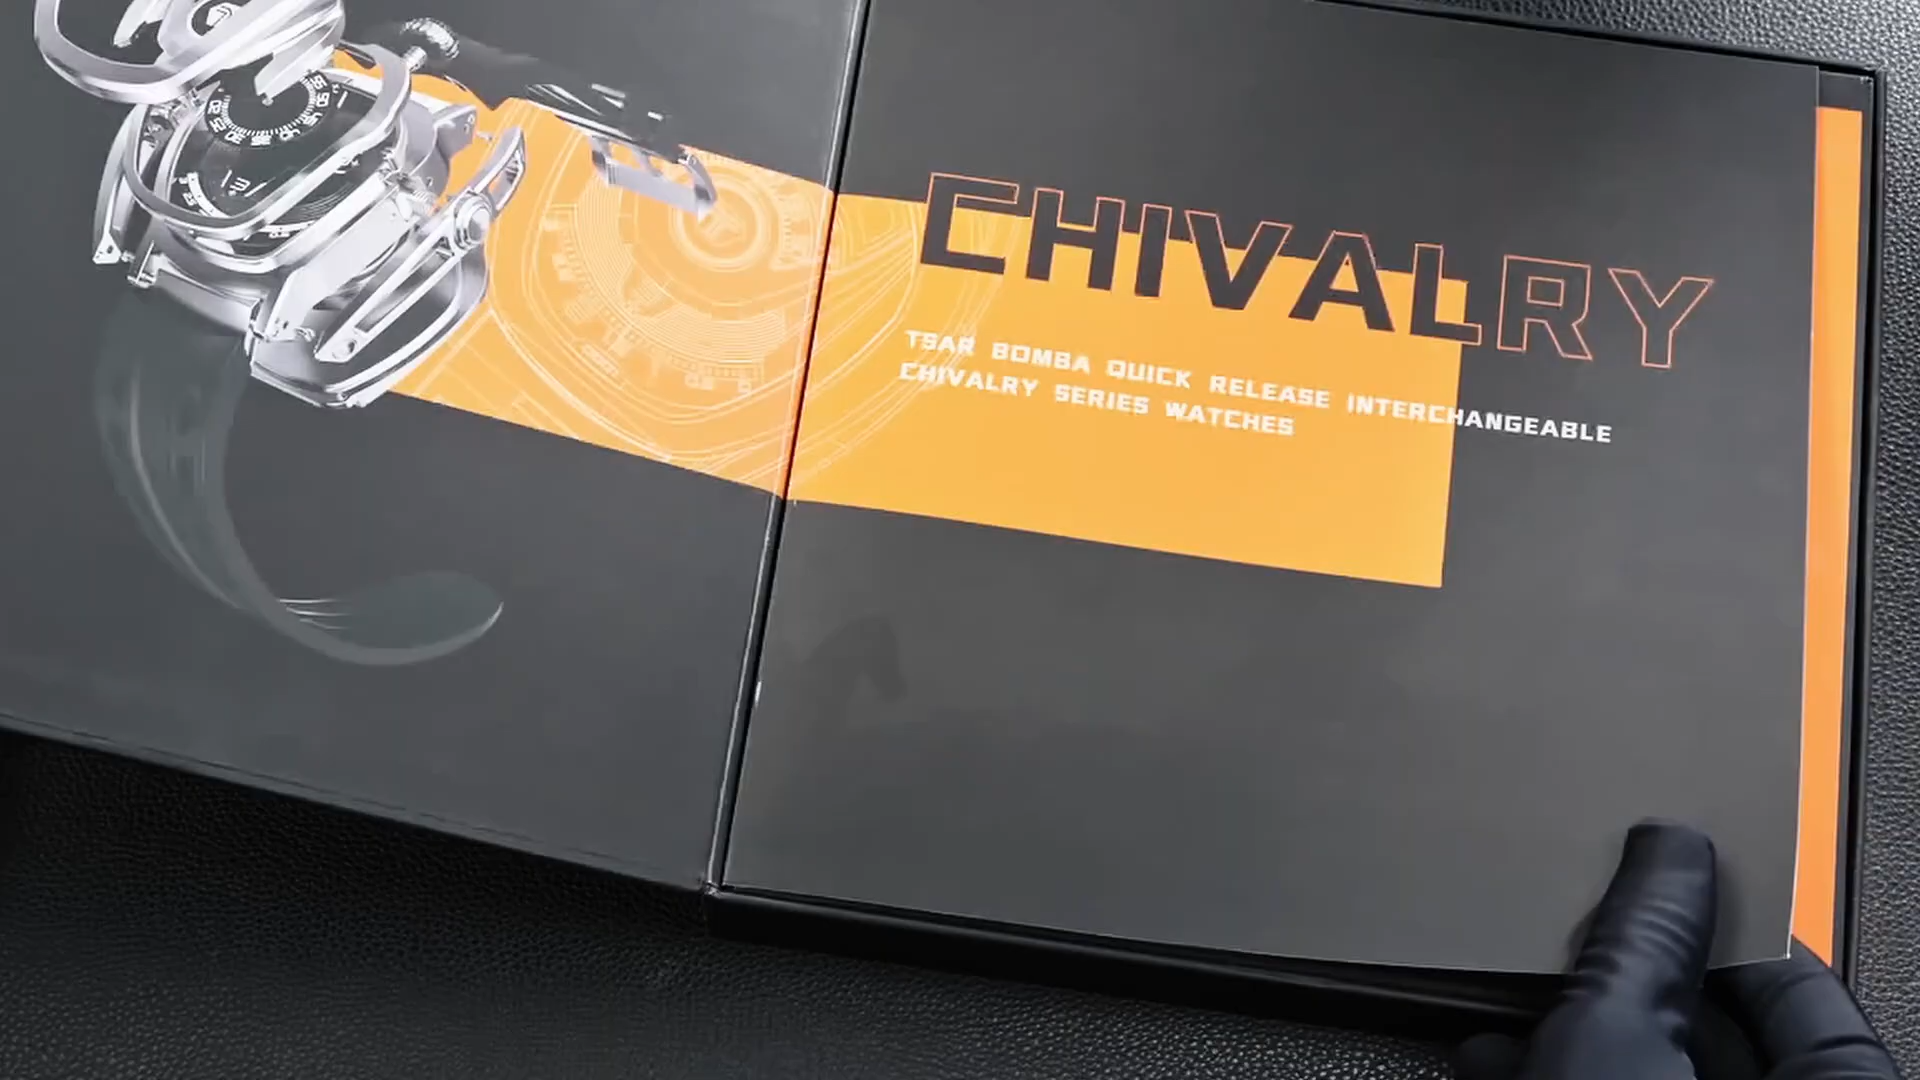 CHIVALRY
TSAR BOMBA QUICK RELEASE INTERCHANGEABLE
CHIVALRY SERIES WATCHES